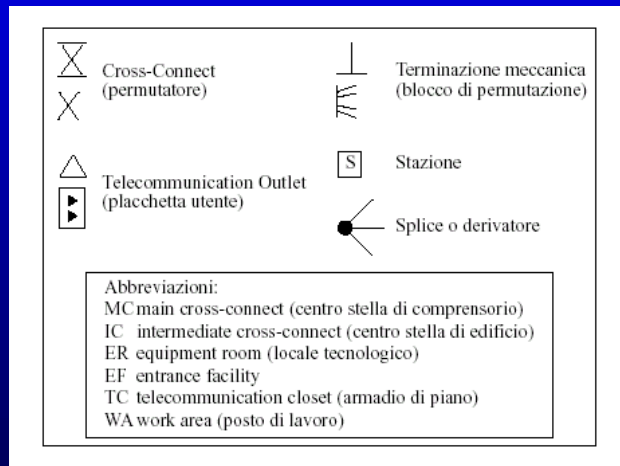 Cross-Connect
(permutatore)
Terminazione meccanica
(blocco di permutazione)
Telecommunication Outlet
(placchetta utente)
S Stazione
Splice o derivatore
Abbreviazioni:
MC main cross-connect (centro stella di comprensorio)
IC intermediate cross-connect (centro stella di edificio)
ER equipment room (locale tecnologico)
EF entrance facility
TC telecommunication closet (armadio di piano)
WA work area (posto di lavoro)